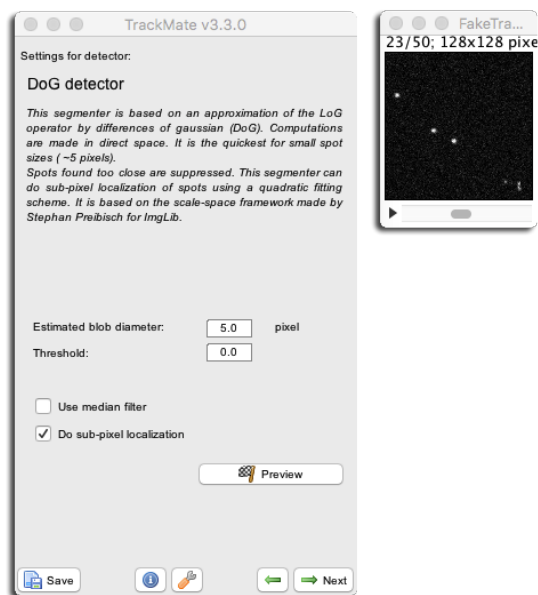 TrackMate v3.3.0
Settings for detector:
DoG detector
This segmenter is based on an approximation of the LoG
operator by differences of gaussian (DoG). Computations
are made in direct space. It is the quickest for small spot
sizes ( ~5 pixels).
Spots found too close are suppressed. This segmenter can
do sub-pixel localization of spots using a quadratic fitting
scheme. It is based on the scale-space framework made by
Stephan Preibisch for ImgLib.
Estimated blob diameter: 5.0 pixel
Threshold: 0.0
Use median filter
Do sub-pixel localization
Preview
Save Next
FakeTra...
23/50; 128x128 pixe